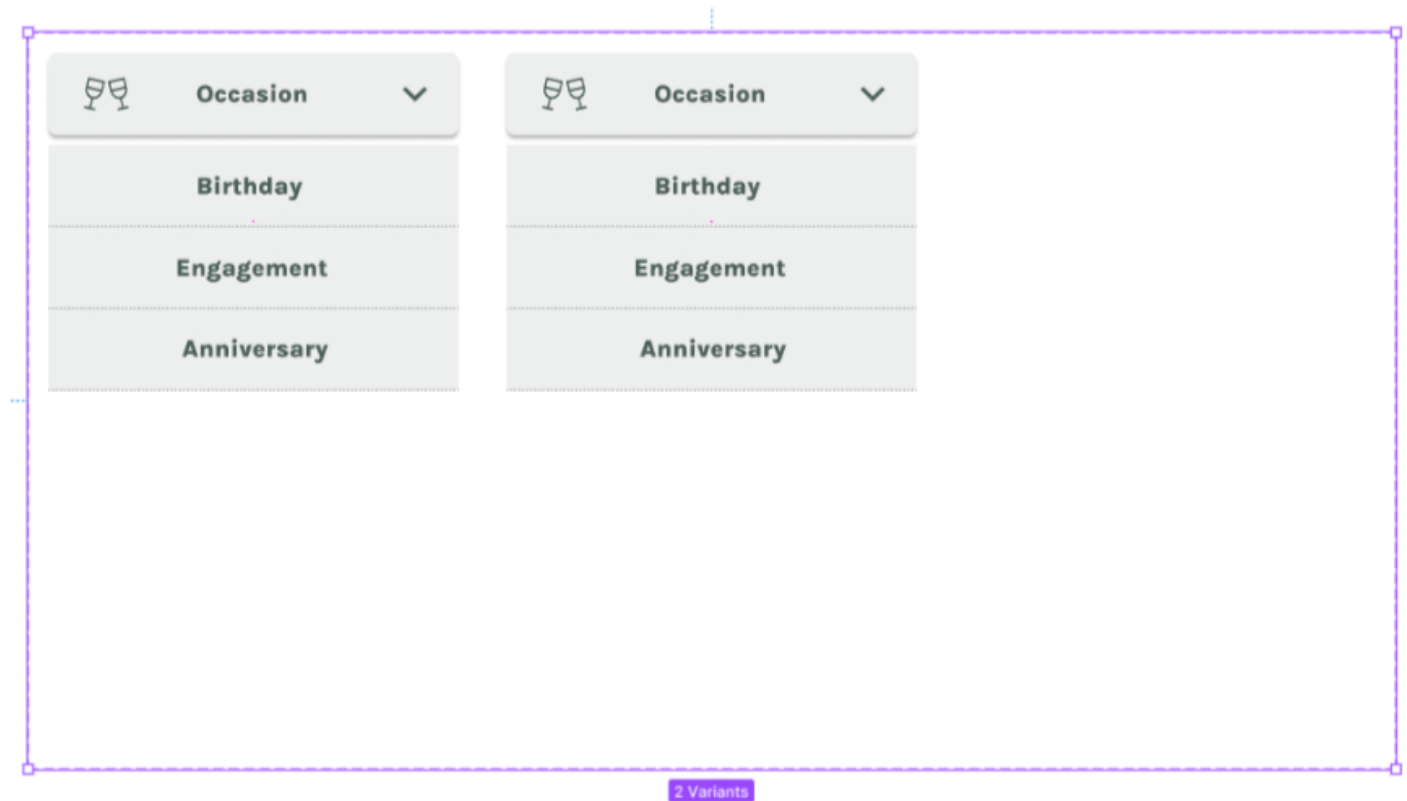 Occasion
Birthday
Engagement
Anniversary
Occasion
Birthday
Engagement
Anniversary
2 Variants